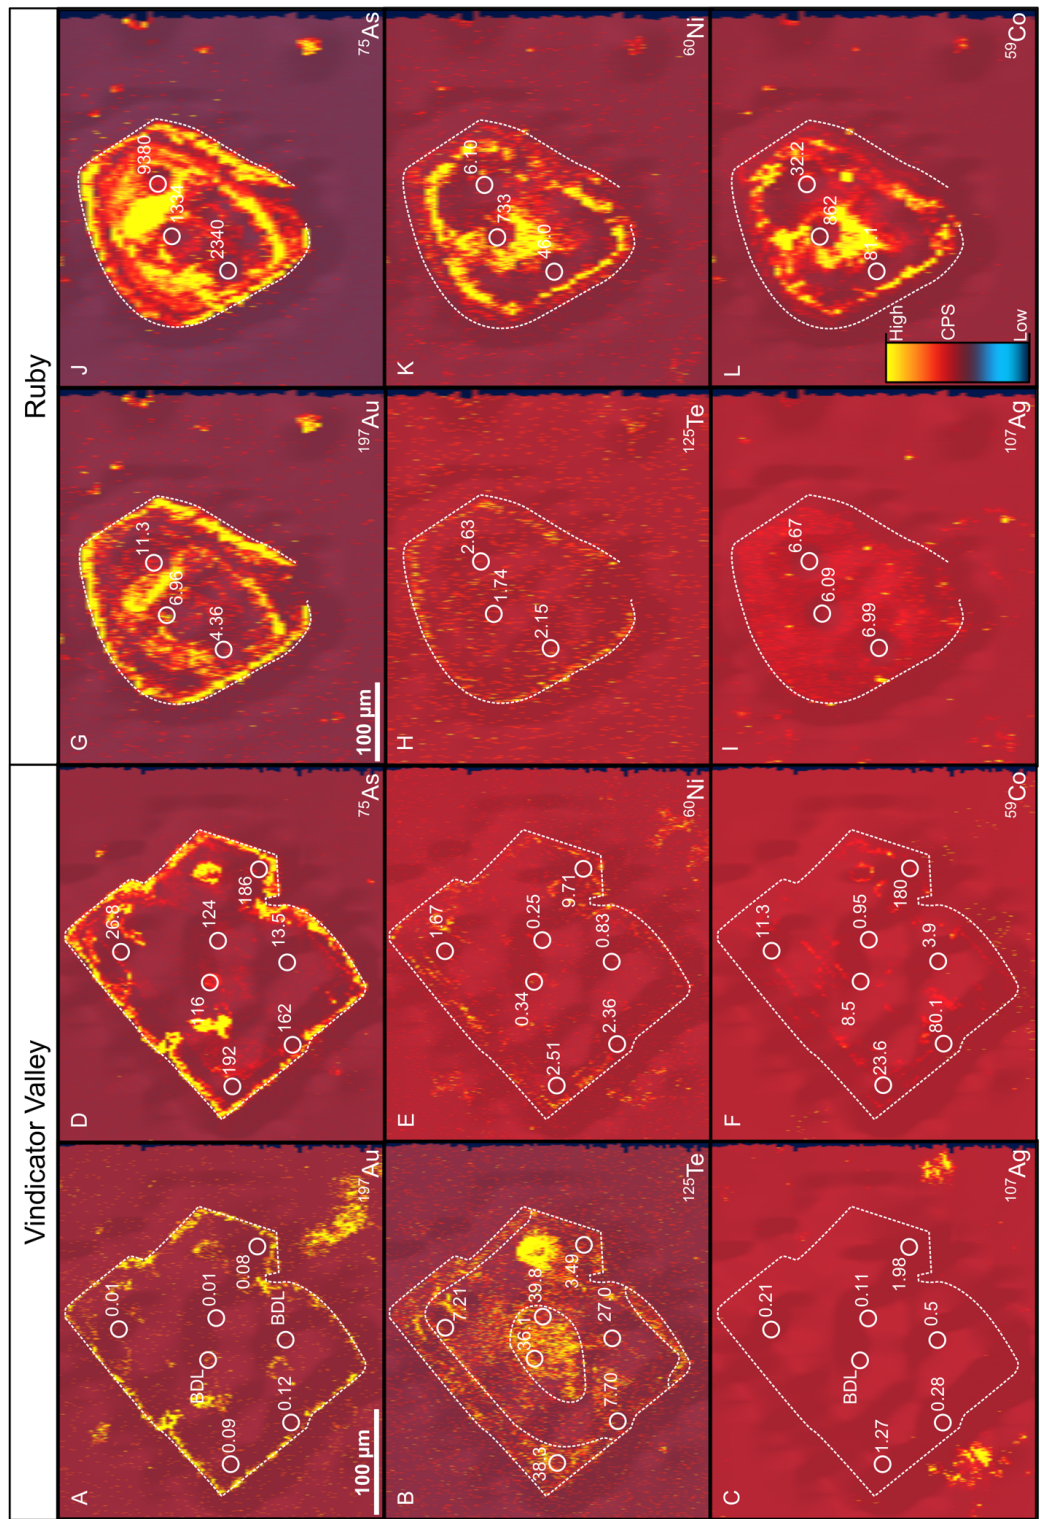 Vindicator Valley
Ruby
A
0.01
0.01
0.08
BDL
BDL
0.09
0.12
100 µm
197Au
D
26.8
124
186
116
13.5
192
162
75As
G
11.3
6.96
4.36
100 µm
197Au
J
9380
1334
2340
75As
B
7.21
36.1
39.8
3.49
27.0
38.3
7.70
125Te
E
1.67
0.25
9.71
0.34
0.83
2.51
2.36
60Ni
H
2.63
1.74
2.15
125Te
K
6.10
733
46.0
60Ni
C
0.21
0.11
1.98
BDL
0.5
1.27
0.28
107Ag
F
11.3
0.95
180
8.5
3.9
23.6
80.1
59Co
I
6.67
6.09
6.99
107Ag
L
32.2
862
81.1
High
CPS
Low
59Co